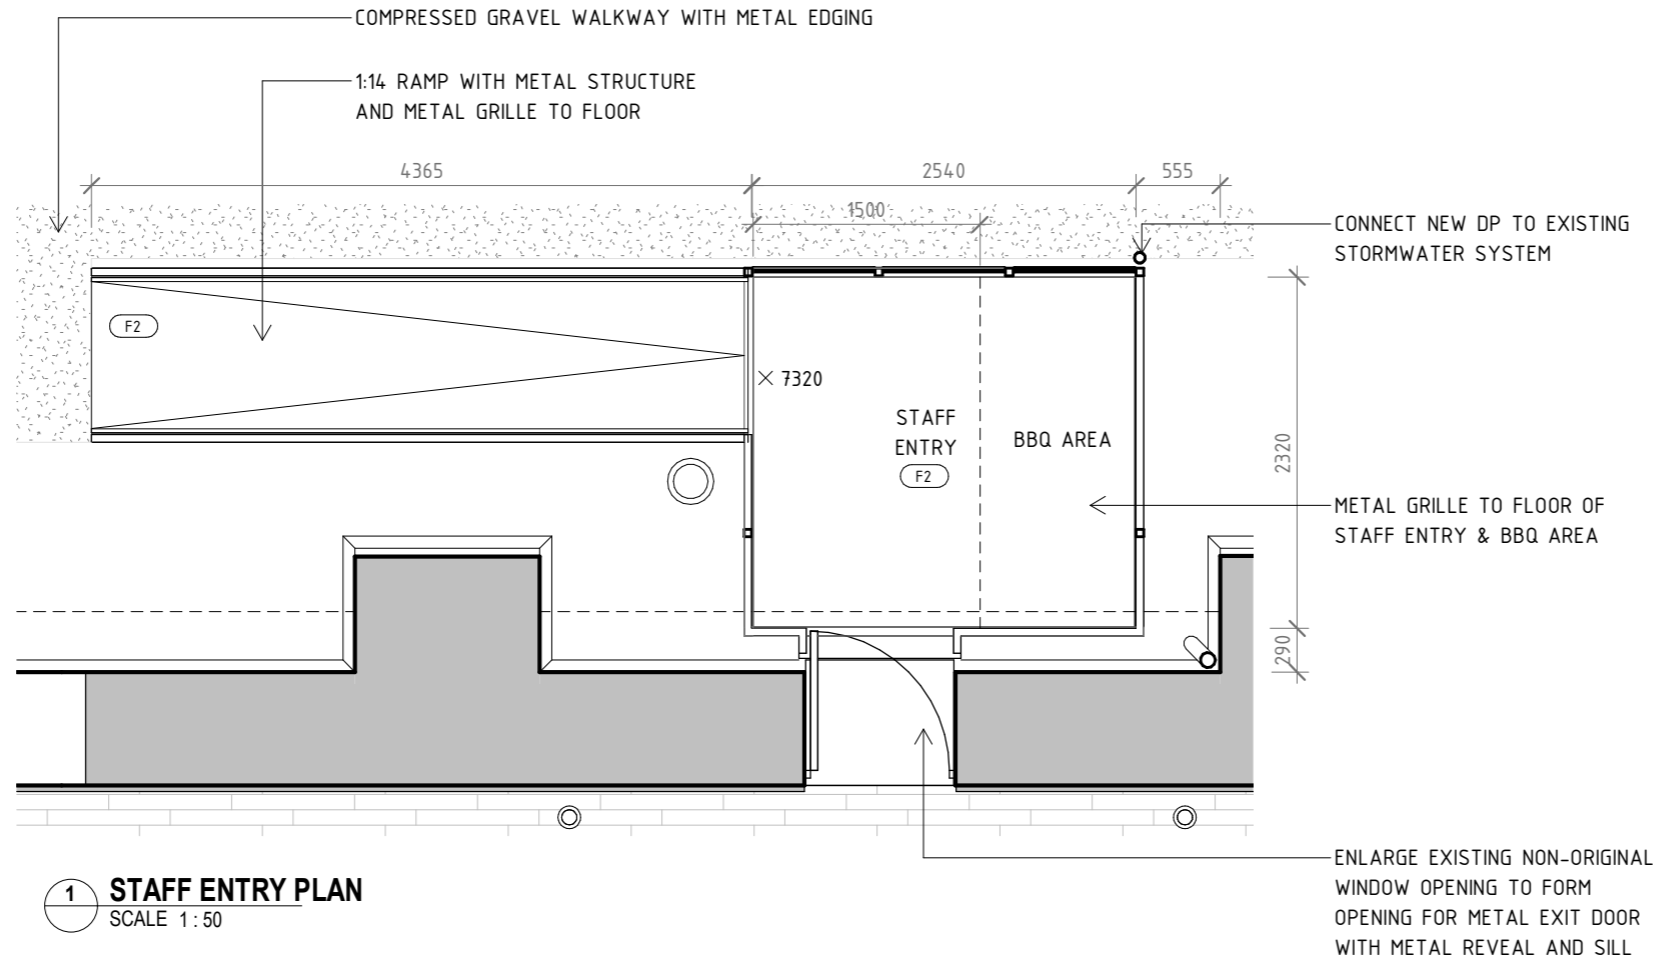 COMPRESSED GRAVEL WALKWAY WITH METAL EDGING
1:14 RAMP WITH METAL STRUCTURE
AND METAL GRILLE TO FLOOR
4365
2540
555
1500
CONNECT NEW DP TO EXISTING
STORMWATER SYSTEM
F2
7320
STAFF
ENTRY
F2
BBQ AREA
2320
METAL GRILLE TO FLOOR OF
STAFF ENTRY & BBQ AREA
290
ENLARGE EXISTING NON-ORIGINAL
WINDOW OPENING TO FORM
OPENING FOR METAL EXIT DOOR
WITH METAL REVEAL AND SILL
1 STAFF ENTRY PLAN
SCALE 1 : 50